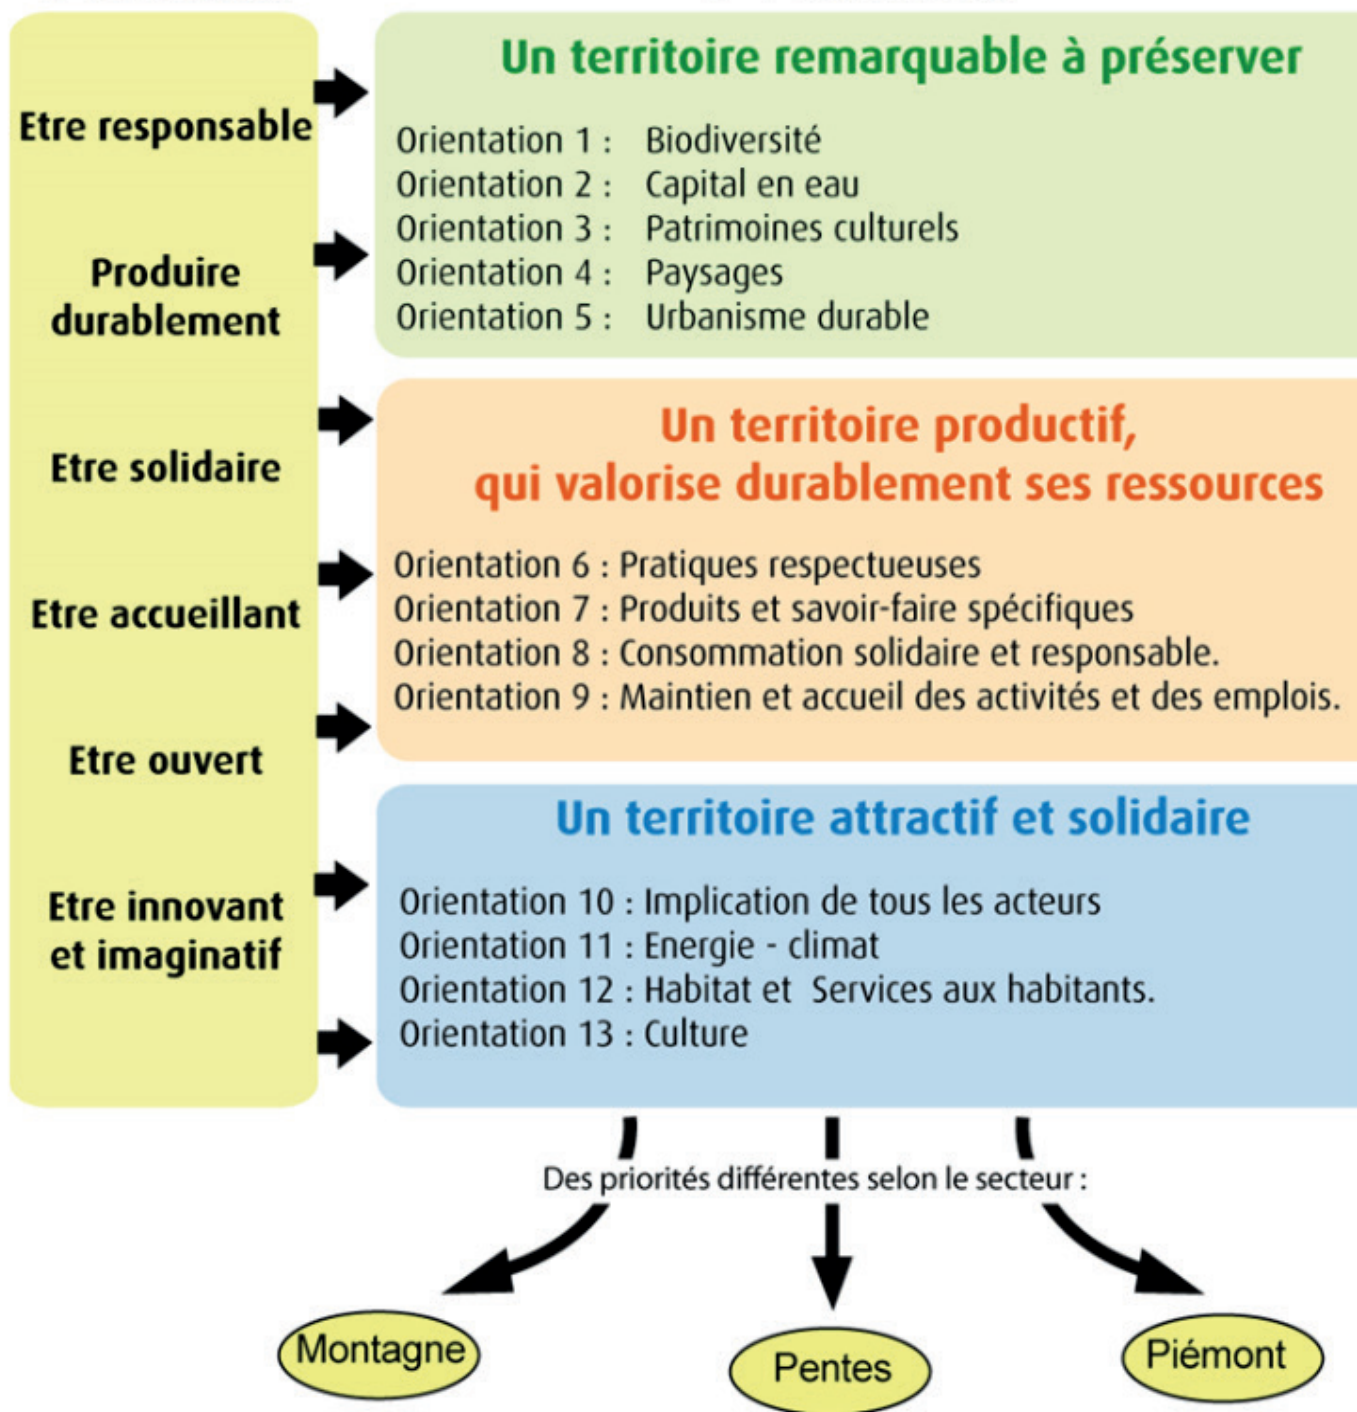 Etre responsable
Produire
durablement
Etre solidaire
Etre accueillant
Etre ouvert
Etre innovant
et imaginatif
Un territoire remarquable à préserver
Orientation 1 : Biodiversité
Orientation 2 : Capital en eau
Orientation 3 : Patrimoines culturels
Orientation 4 : Paysages
Orientation 5 : Urbanisme durable
Un territoire productif,
qui valorise durablement ses ressources
Orientation 6 : Pratiques respectueuses
Orientation 7 : Produits et savoir-faire spécifiques
Orientation 8 : Consommation solidaire et responsable.
Orientation 9 : Maintien et accueil des activités et des emplois.
Un territoire attractif et solidaire
Orientation 10 : Implication de tous les acteurs
Orientation 11 : Energie - climat
Orientation 12 : Habitat et Services aux habitants.
Orientation 13 : Culture
Des priorités différentes selon le secteur :
Montagne
Pentes
Piémont